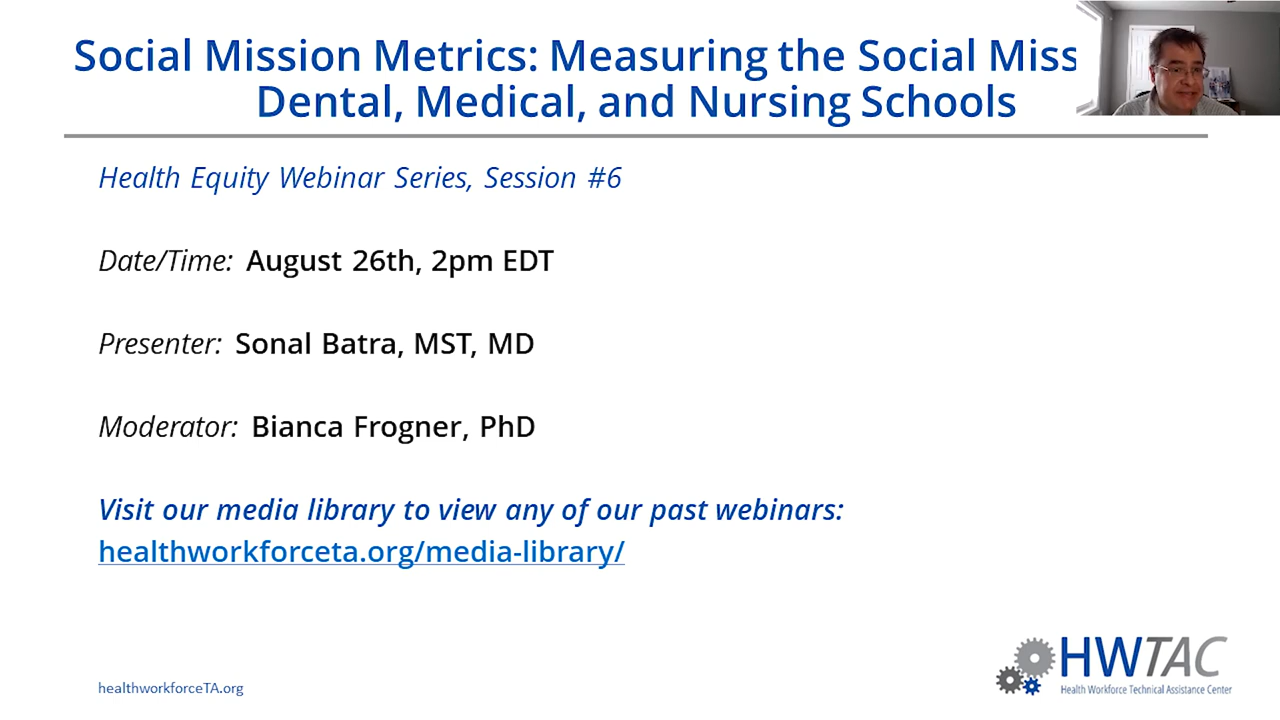 Social Mission Metrics: Measuring the Social Miss
Dental, Medical, and Nursing Schools
Health Equity Webinar Series, Session #6
Date/Time: August 26th, 2pm EDT
Presenter: Sonal Batra, MST, MD
Moderator: Bianca Frogner, PhD
Visit our media library to view any of our past webinars:
healthworkforceta.org/media-library/
healthworkforceTA.org
HWTAC
Health Workforce Technical Assistance Center